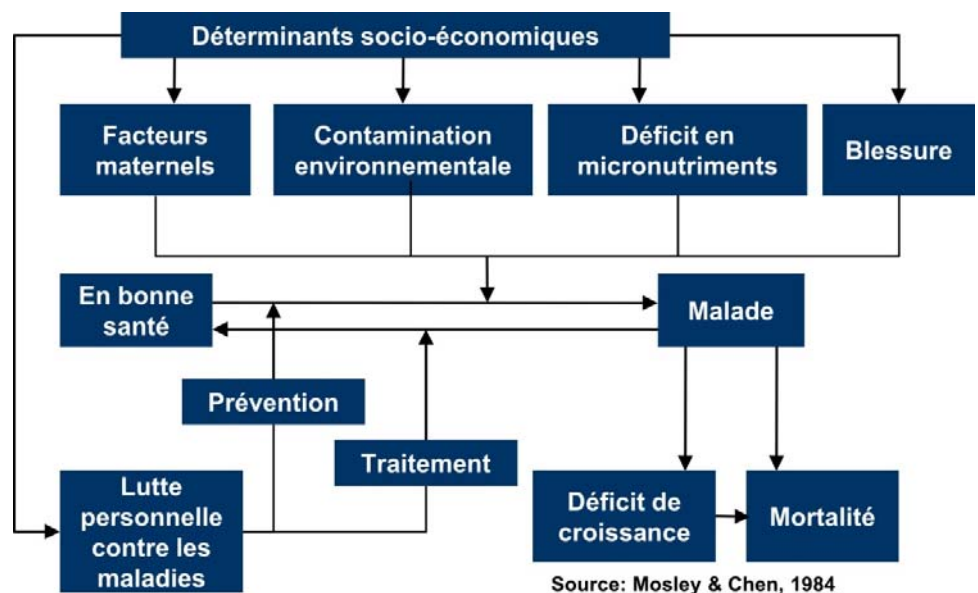 Déterminants socio-économiques
Facteurs
maternels
Contamination
environnementale
Déficit en
micronutriments
Blessure
En bonne
santé
Malade
Prévention
Traitement
Lutte
personnelle
contre les
maladies
Déficit de
croissance
Mortalité
Source: Mosley & Chen, 1984